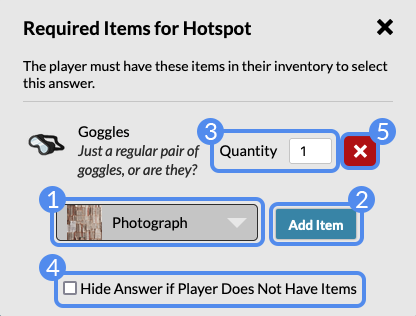 Required Items for Hotspot
The player must have these items in their inventory to select
this answer.
Goggles
Just a regular pair of
goggles, or are they?
3
Quantity
1
5
1
Photograph
2
Add Item
4
Hide Answer if Player Does Not Have Items